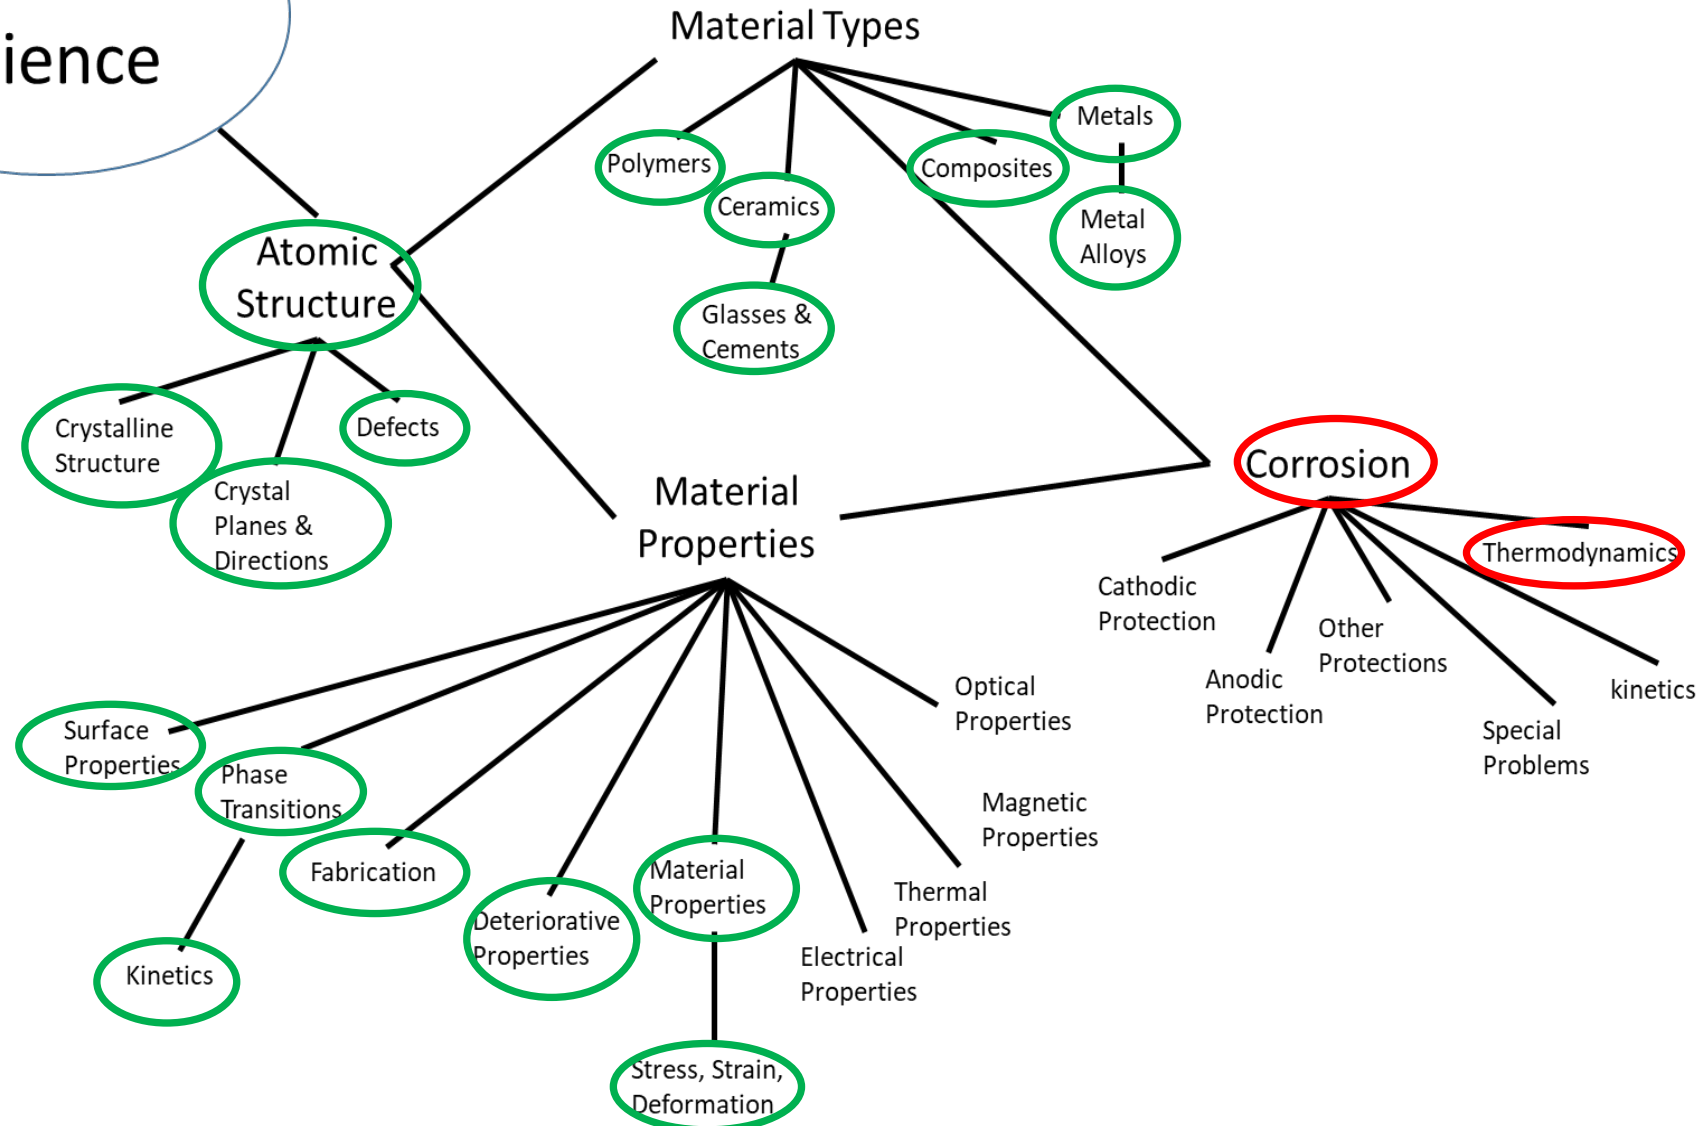 ience
Material Types
Polymers
Ceramics
Glasses &
Cements
Composites
Metals
Metal
Alloys
Atomic
Structure
Crystalline
Structure
Crystal
Planes &
Directions
Defects
Material
Properties
Surface
Properties
Phase
Transitions
Kinetics
Fabrication
Deteriorative
Properties
Material
Properties
Stress, Strain,
Deformation
Electrical
Properties
Thermal
Properties
Magnetic
Properties
Optical
Properties
Corrosion
Cathodic
Protection
Anodic
Protection
Other
Protections
Special
Problems
kinetics
Thermodynamics